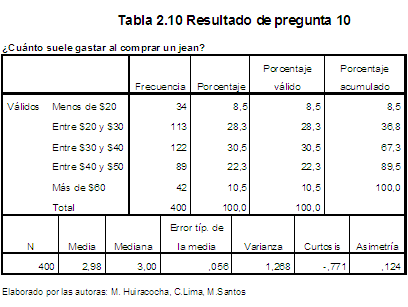 Tabla 2.10 Resultado de pregunta 10
¿Cuánto suele gastar al comprar un jean?
Frecuencia Porcentaje Porcentaje válido Porcentaje acumulado
Válidos Menos de $20 34 8,5 8,5 8,5
Entre $20 y $30 113 28,3 28,3 36,8
Entre $30 y $40 122 30,5 30,5 67,3
Entre $40 y $50 89 22,3 22,3 89,5
Más de $60 42 10,5 10,5 100,0
Total 400 100,0 100,0
N Media Mediana Error típ. de la media Varianza Curtosis Asimetría
400 2,98 3,00 ,056 1,268 -,771 ,124
Elaborado por las autoras: M. Huiracocha, C.Lima, M.Santos